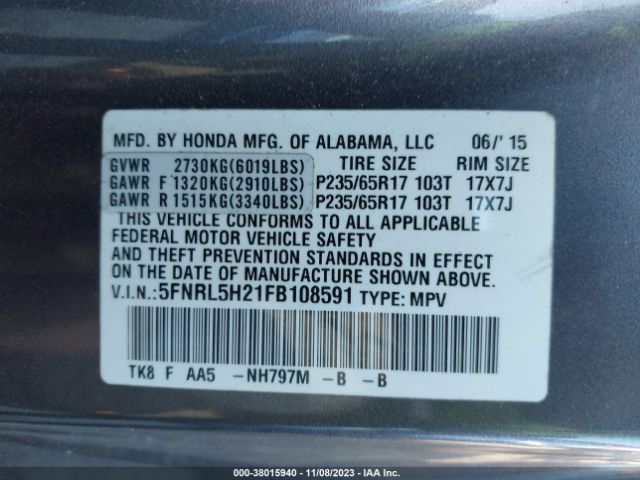 MFD. BY HONDA MFG. OF ALABAMA, LLC 06/' 15
GVWR 2730KG(6019LBS) TIRE SIZE RIM SIZE
GAWR F 1320KG(2910LBS) P235/65R17 103T 17X7J
GAWR R 1515KG(3340LBS) P235/65R17 103T 17X7J
THIS VEHICLE CONFORMS TO ALL APPLICABLE
FEDERAL MOTOR VEHICLE SAFETY
AND THEFT PREVENTION STANDARDS IN EFFECT
ON THE DATE OF MANUFACTURE SHOWN ABOVE.
V.I.N.:5FNRL5H21FB108591 TYPE: MPV
TK8 F AA5 -NH797M -B -B
0-38015940 - 11/08/2023 - IAA Inc.